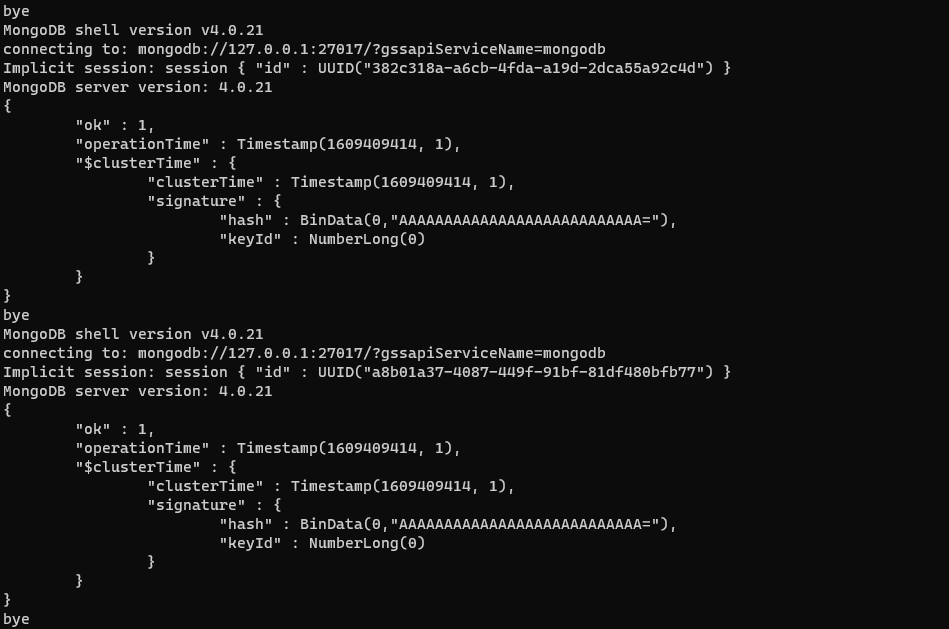 bye
MongoDB shell version v4.0.21
connecting to: mongodb://127.0.0.1:27017/?gssapiServiceName=mongodb
Implicit session: session { "id" : UUID("382c318a-a6cb-4fda-a19d-2dca55a92c4d") }
MongoDB server version: 4.0.21
{
        "ok" : 1,
        "operationTime" : Timestamp(1609409414, 1),
        "$clusterTime" : {
                "clusterTime" : Timestamp(1609409414, 1),
                "signature" : {
                        "hash" : BinData(0,"AAAAAAAAAAAAAAAAAAAAAAAAAAA="),
                        "keyId" : NumberLong(0)
                }
        }
}
bye
MongoDB shell version v4.0.21
connecting to: mongodb://127.0.0.1:27017/?gssapiServiceName=mongodb
Implicit session: session { "id" : UUID("a8b01a37-4087-449f-91bf-81df480bfb77") }
MongoDB server version: 4.0.21
{
        "ok" : 1,
        "operationTime" : Timestamp(1609409414, 1),
        "$clusterTime" : {
                "clusterTime" : Timestamp(1609409414, 1),
                "signature" : {
                        "hash" : BinData(0,"AAAAAAAAAAAAAAAAAAAAAAAAAAA="),
                        "keyId" : NumberLong(0)
                }
        }
}
bye